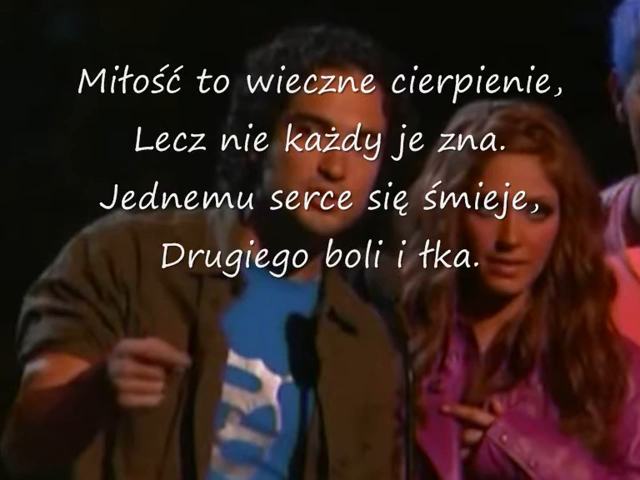 Miłość to wieczne cierpienie,
Lecz nie każdy je zna.
Jednemu serce się śmieje,
Drugiego boli i łka.